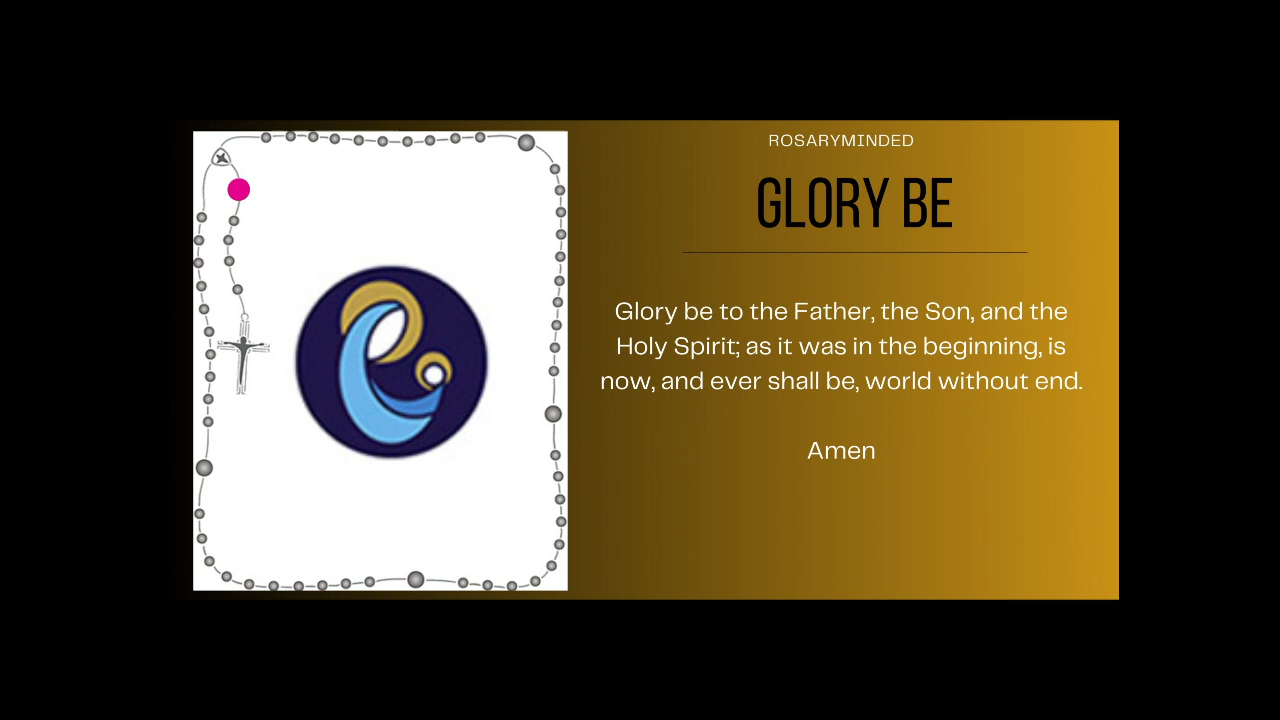 ROSARYMINDED
GLORY BE
Glory be to the Father, the Son, and the
Holy Spirit; as it was in the beginning, is
now, and ever shall be, world without end.
Amen